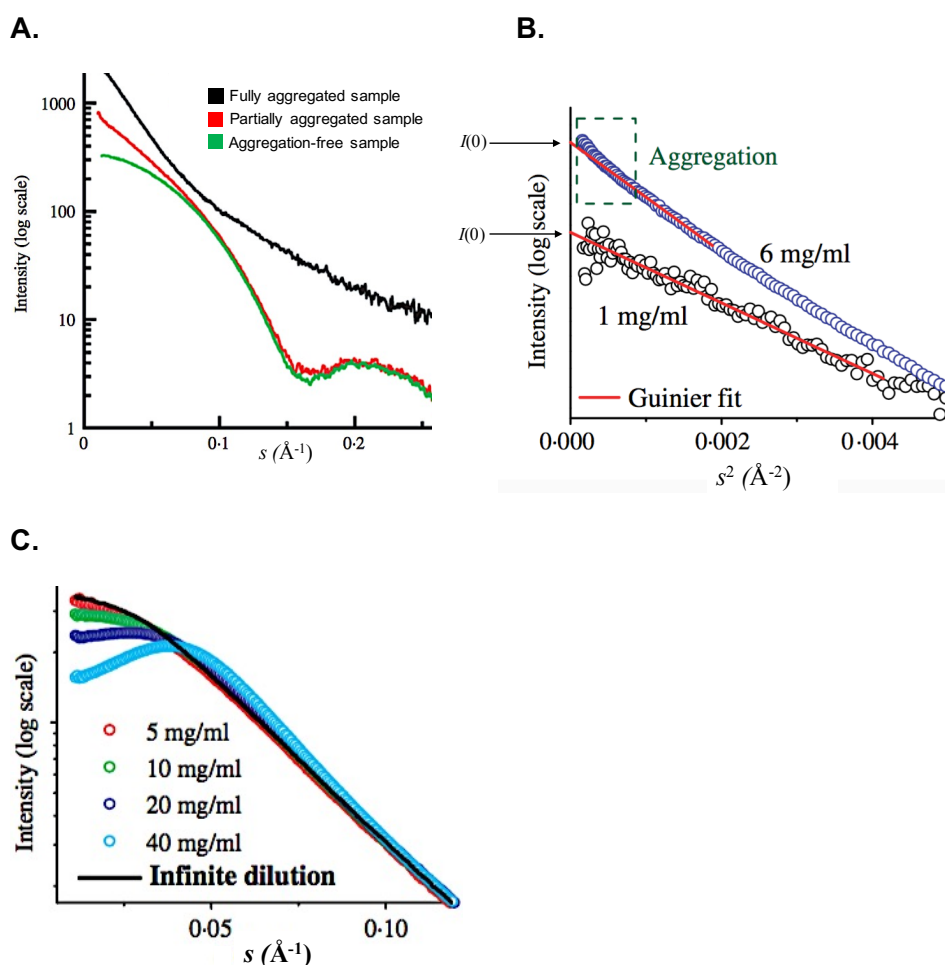 A.
Intensity (log scale)
1000
100
10
1
Fully aggregated sample
Partially aggregated sample
Aggregation-free sample
0
0·1
0·2
s (Å-1)
B.
Intensity (log scale)
I(0)
I(0)
Aggregation
6 mg/ml
1 mg/ml
Guinier fit
0·000
0·002
0·004
s2 (Å-2)
C.
Intensity (log scale)
5 mg/ml
10 mg/ml
20 mg/ml
40 mg/ml
Infinite dilution
0·05
0·10
s (Å-1)